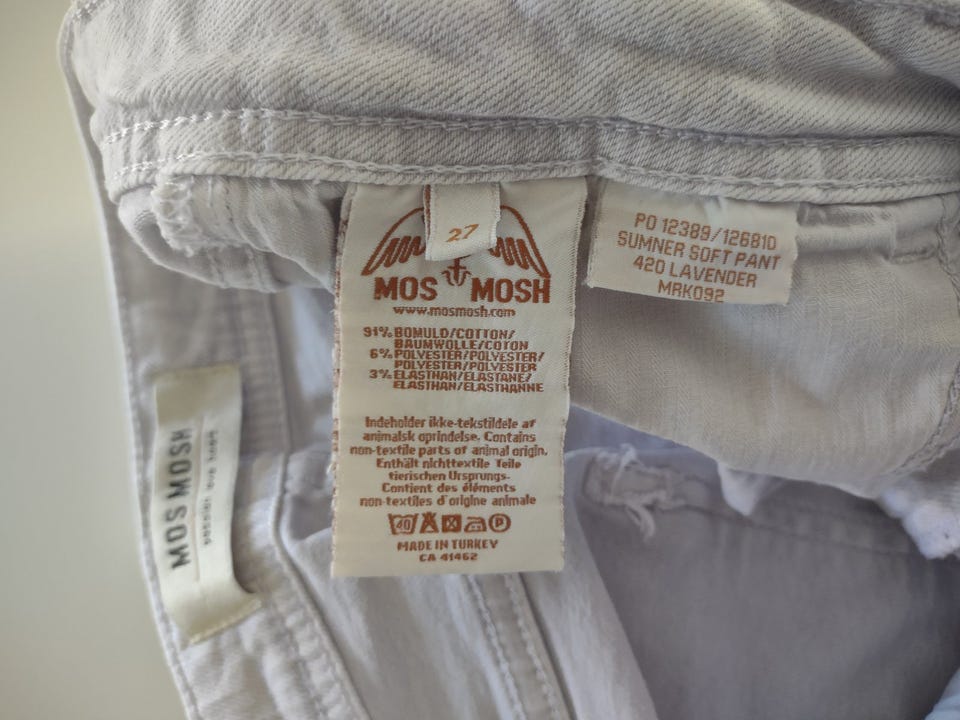 27
MOS MOSH
www.mosmosh.com
91% BOMULD/COTTON/
BAUMWOLLE/COTON
6% POLYESTER/POLYESTER/
POLYESTER/POLYESTER
3% ELASTHAN/ELASTANE/
ELASTHAN/ELASTHANNE
Indeholder ikke-tekstildele af
animalsk oprindelse. Contains
non-textile parts of animal origin.
Enthält nichttextile Teile
tierischen Ursprungs.
Contient des éléments
non-textiles d'origine animale
40 P
MADE IN TURKEY
CA 41462
PO 12389/126810
SUMNER SOFT PANT
420 LAVENDER
MRK092
MOS MOSH